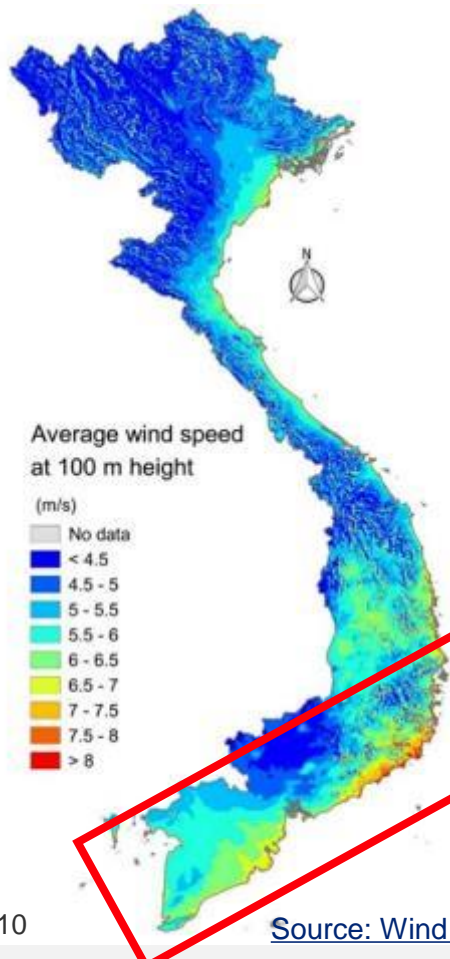 N
Average wind speed
at 100 m height
(m/s)
No data
< 4.5
4.5 - 5
5 - 5.5
5.5 - 6
6 - 6.5
6.5 - 7
7 - 7.5
7.5 - 8
> 8
10
Source: Wind